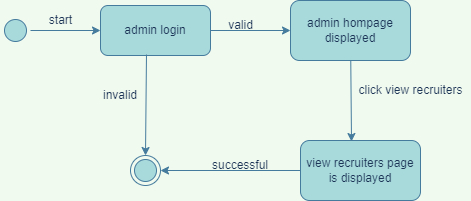 start
admin login
valid
admin hompage
displayed
invalid
click view recruiters
successful
view recruiters page
is displayed